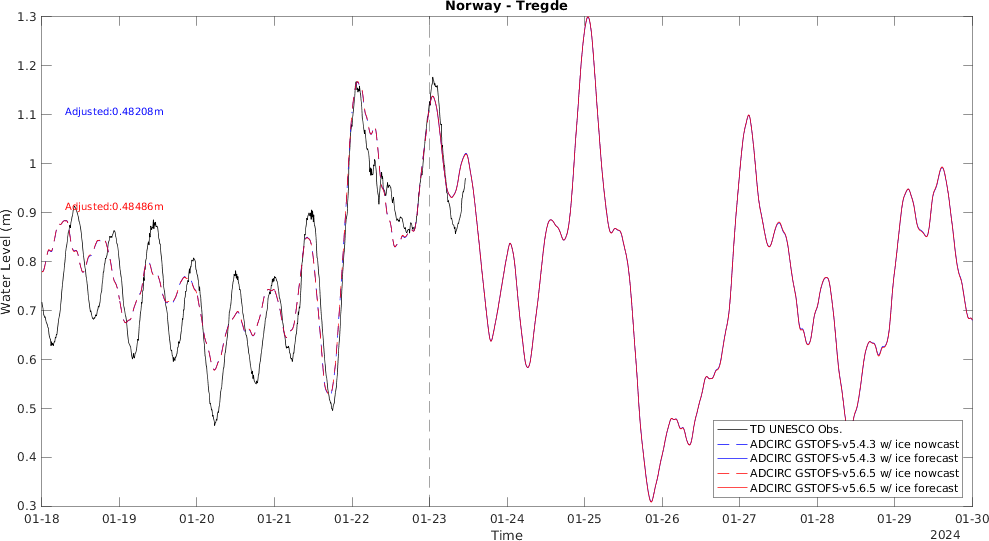 Norway - Tregde
1.3
1.2
1.1
1
0.9
0.8
0.7
0.6
0.5
0.4
0.3
Water Level (m)
Adjusted:0.48208m
Adjusted:0.48486m
TD UNESCO Obs.
ADCIRC GSTOFS-v5.4.3 w/ ice nowcast
ADCIRC GSTOFS-v5.4.3 w/ ice forecast
ADCIRC GSTOFS-v5.6.5 w/ ice nowcast
ADCIRC GSTOFS-v5.6.5 w/ ice forecast
01-18 01-19 01-20 01-21 01-22 01-23 01-24 01-25 01-26 01-27 01-28 01-29 01-30
Time
2024